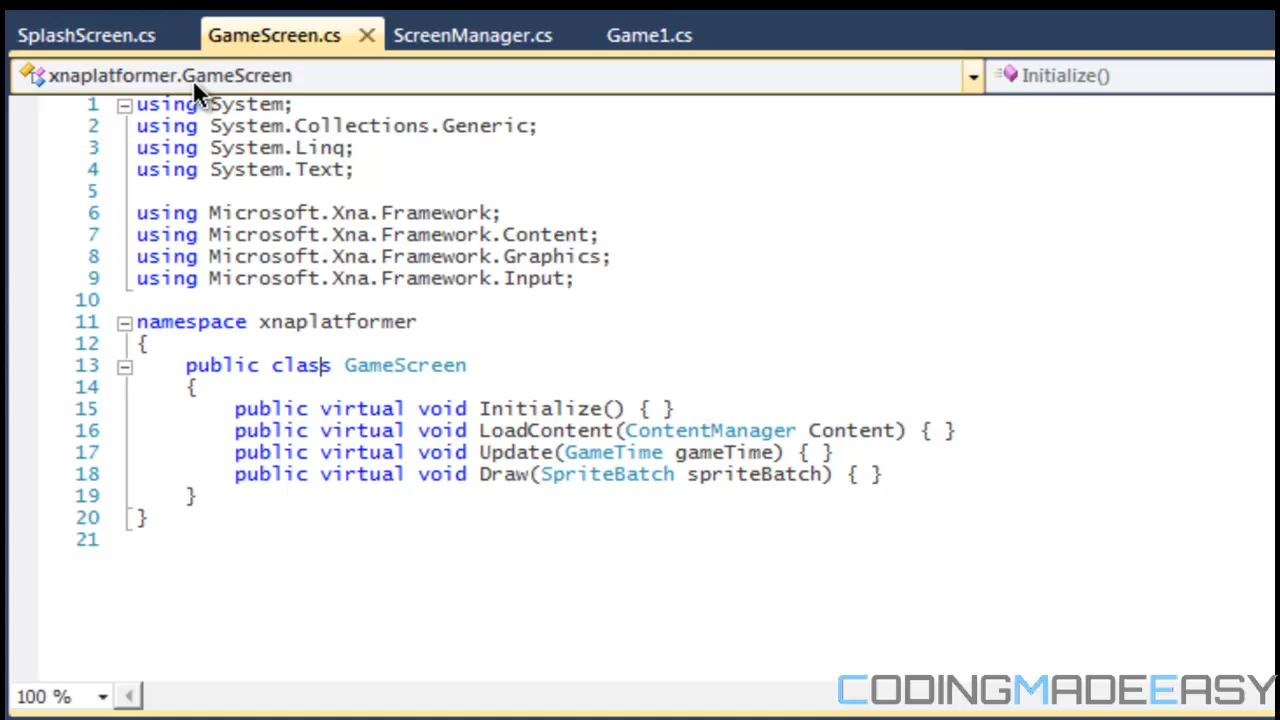 SplashScreen.cs GameScreen.cs ScreenManager.cs Game1.cs
xnaplatformer.GameScreen Initialize()
1 using System;
2 using System.Collections.Generic;
3 using System.Linq;
4 using System.Text;
5
6 using Microsoft.Xna.Framework;
7 using Microsoft.Xna.Framework.Content;
8 using Microsoft.Xna.Framework.Graphics;
9 using Microsoft.Xna.Framework.Input;
10
11 namespace xnaplatformer
12 {
13 public class GameScreen
14 {
15 public virtual void Initialize() { }
16 public virtual void LoadContent(ContentManager Content) { }
17 public virtual void Update(GameTime gameTime) { }
18 public virtual void Draw(SpriteBatch spriteBatch) { }
19 }
20 }
21
100 %
CODINGMADEEASY